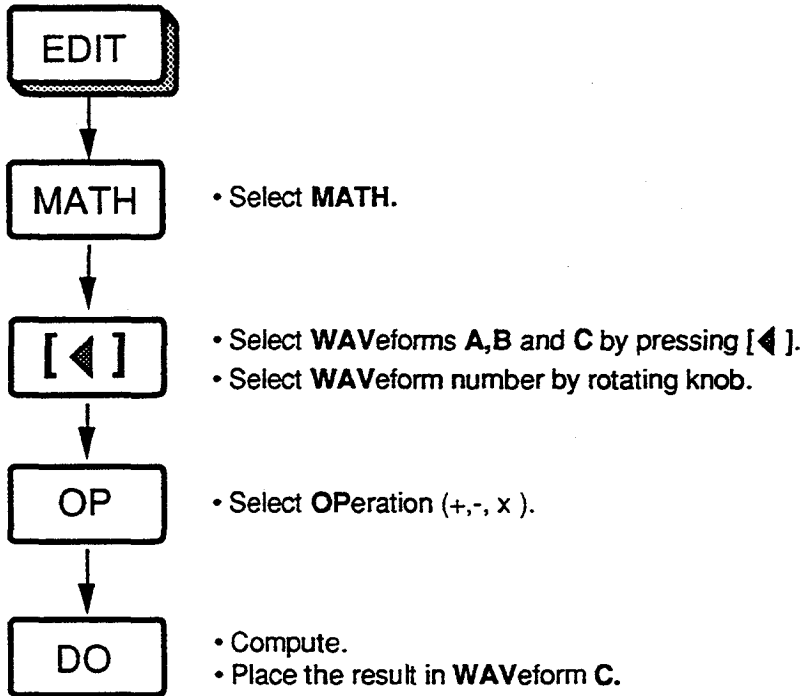 EDIT
MATH
• Select MATH.
[◀]
• Select WAVeforms A,B and C by pressing [◀ ].
• Select WAVeform number by rotating knob.
OP
• Select OPeration (+,-, x ).
DO
• Compute.
• Place the result in WAVeform C.